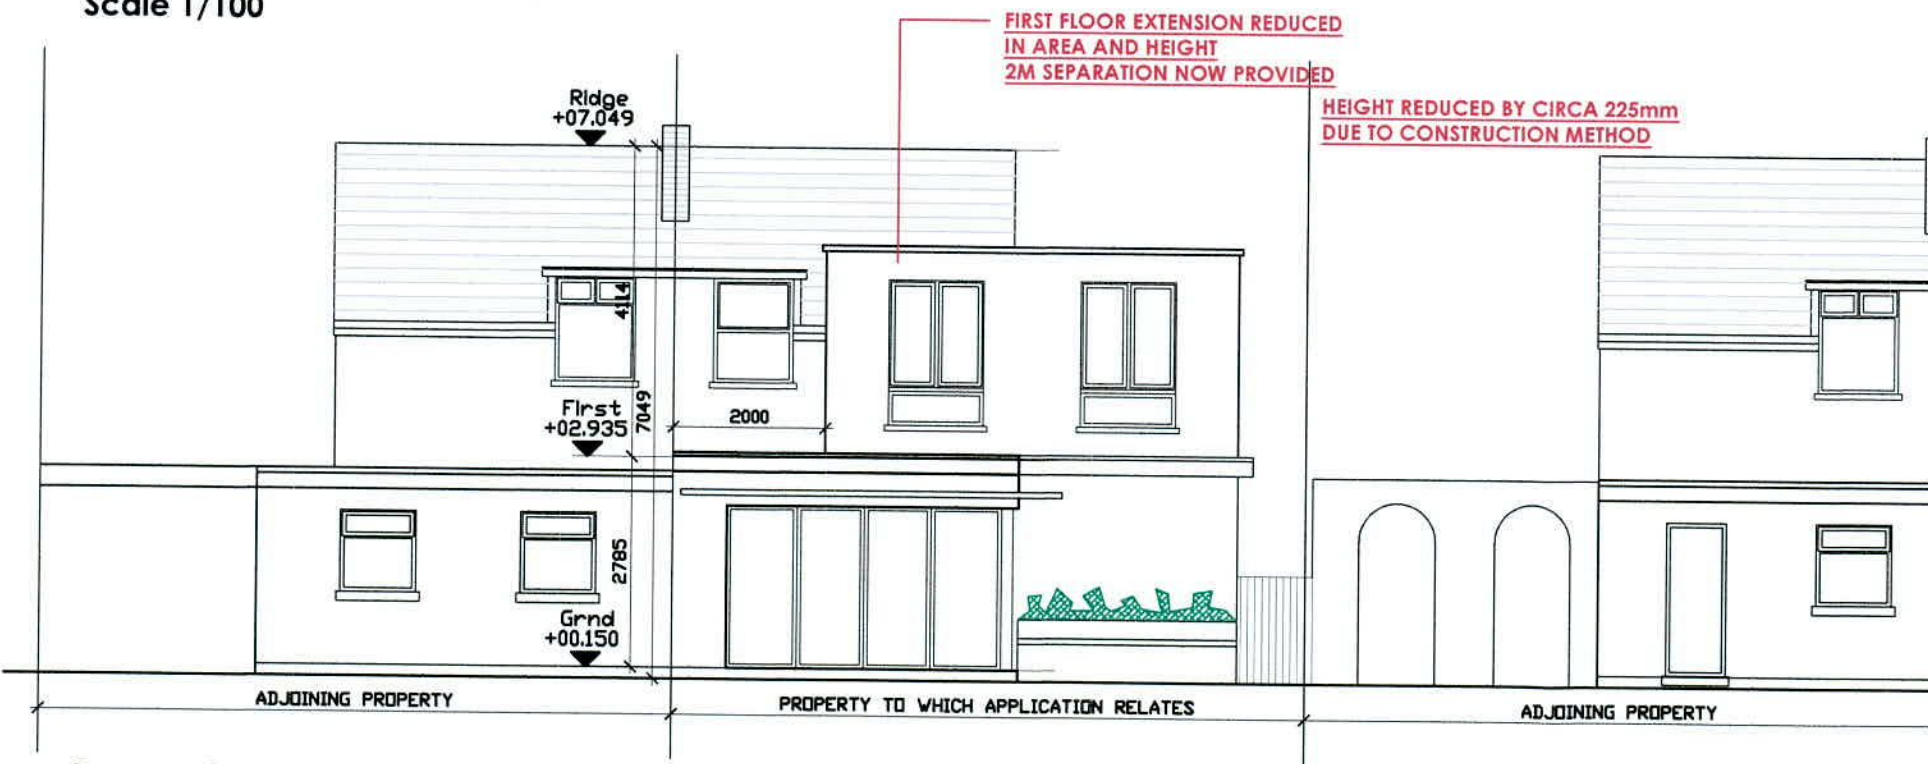 Scale 1/100
FIRST FLOOR EXTENSION REDUCED
IN AREA AND HEIGHT
2M SEPARATION NOW PROVIDED
HEIGHT REDUCED BY CIRCA 225mm
DUE TO CONSTRUCTION METHOD
Ridge
+07.049
4114
7049
First
+02.935
2000
2785
Grnd
+00.150
ADJOINING PROPERTY
PROPERTY TO WHICH APPLICATION RELATES
ADJOINING PROPERTY